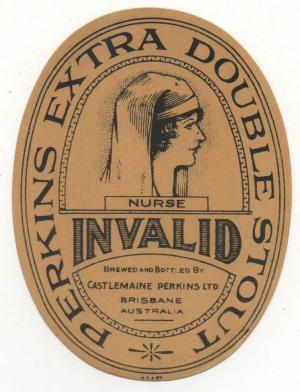 PERKINS EXTRA DOUBLE STOUT
NURSE
INVALID
BREWED AND BOTTLED BY
CASTLEMAINE PERKINS LTD.
BRISBANE
AUSTRALIA